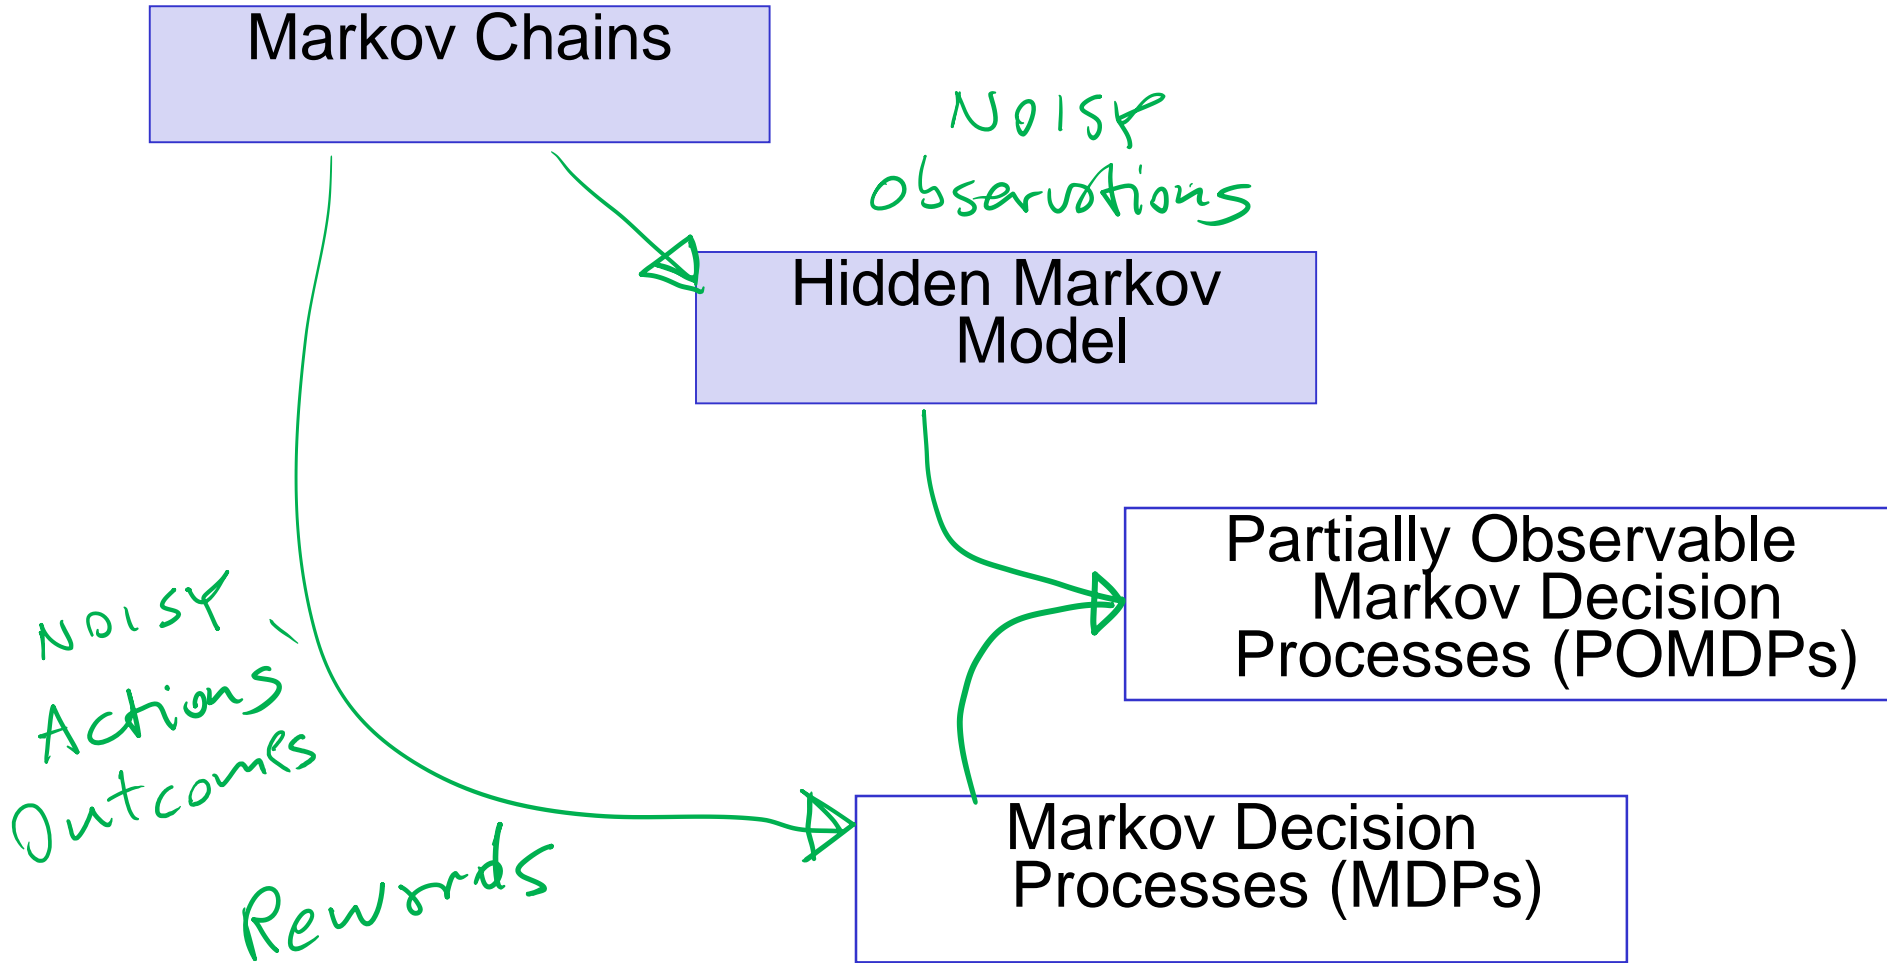 Markov Chains
NOISY
observations
Hidden Markov
Model
Partially Observable
Markov Decision
Processes (POMDPs)
NOISY
Actions
Outcomes
Rewards
Markov Decision
Processes (MDPs)